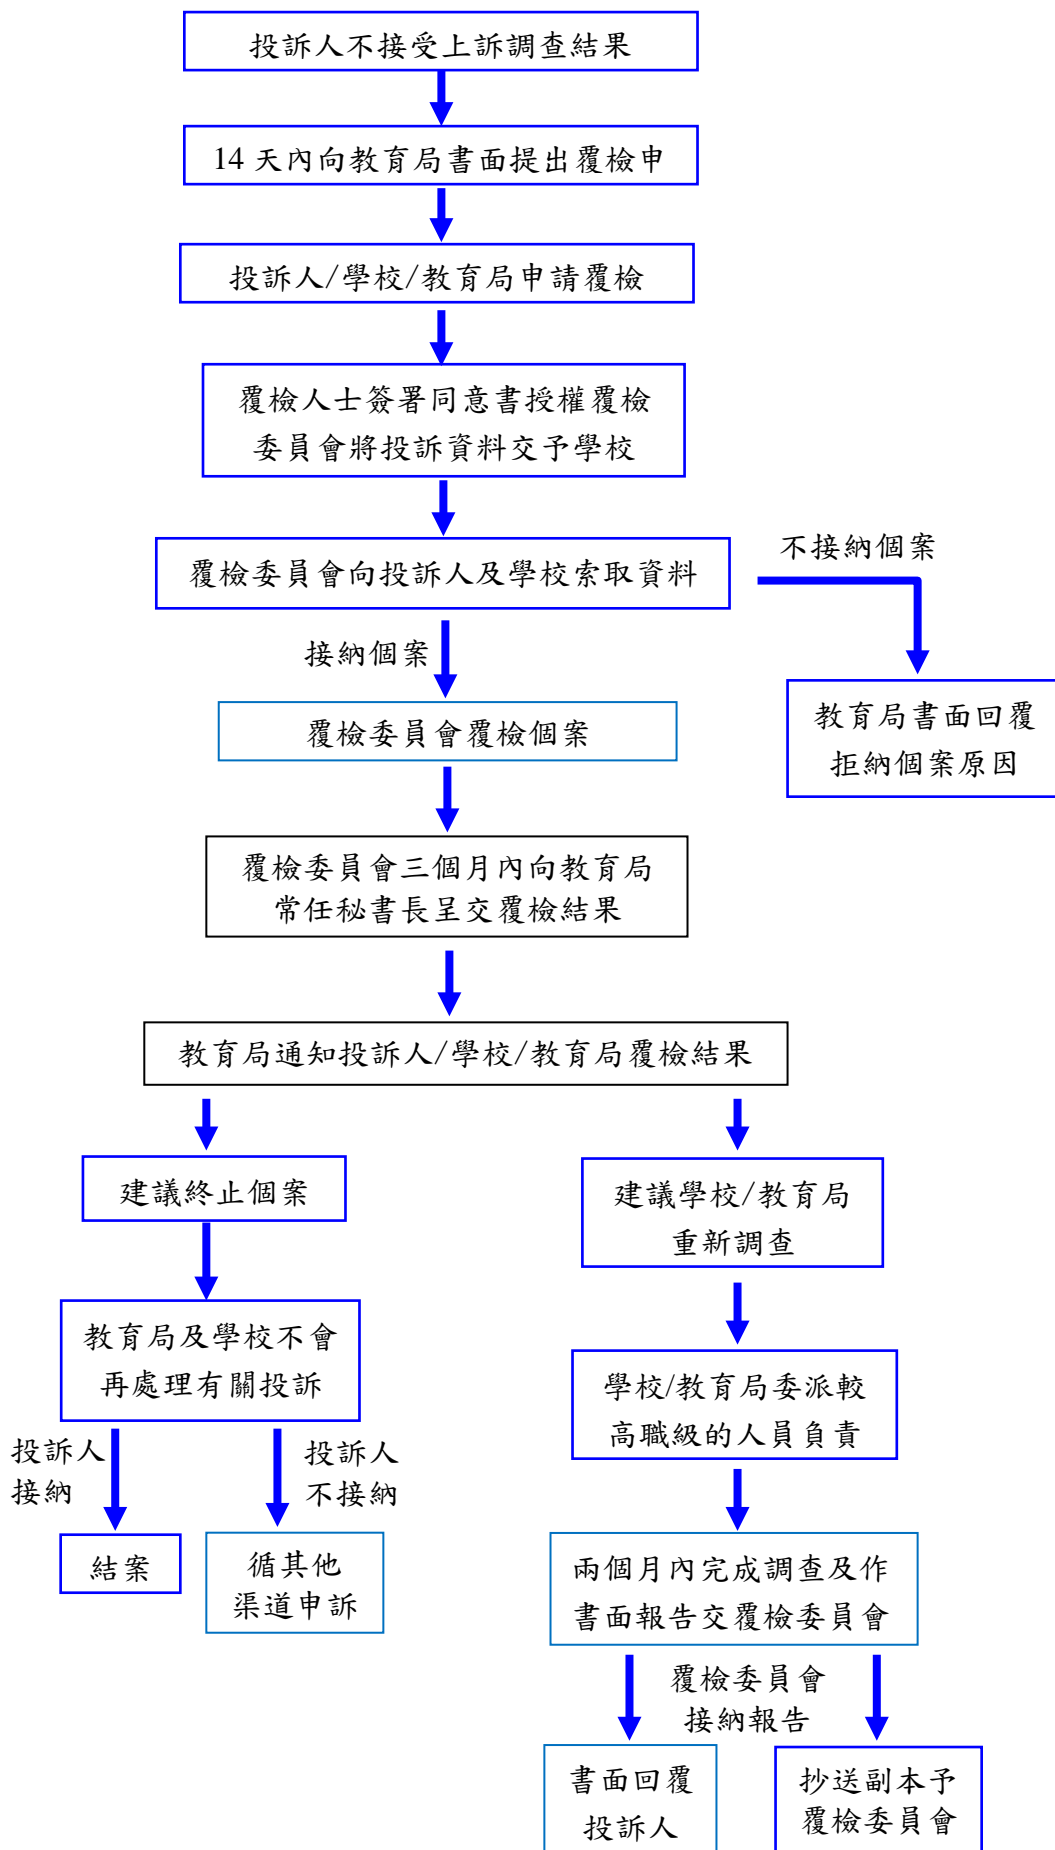 投訴人不接受上訴調查結果
14 天內向教育局書面提出覆檢申
投訴人/學校/教育局申請覆檢
覆檢人士簽署同意書授權覆檢
委員會將投訴資料交予學校
不接納個案
覆檢委員會向投訴人及學校索取資料
接納個案
教育局書面回覆
拒納個案原因
覆檢委員會覆檢個案
覆檢委員會三個月內向教育局
常任秘書長呈交覆檢結果
教育局通知投訴人/學校/教育局覆檢結果
建議終止個案
建議學校/教育局
重新調查
教育局及學校不會
再處理有關投訴
學校/教育局委派較
高職級的人員負責
投訴人
接納
投訴人
不接納
結案
循其他
渠道申訴
兩個月內完成調查及作
書面報告交覆檢委員會
覆檢委員會
接納報告
書面回覆
投訴人
抄送副本予
覆檢委員會